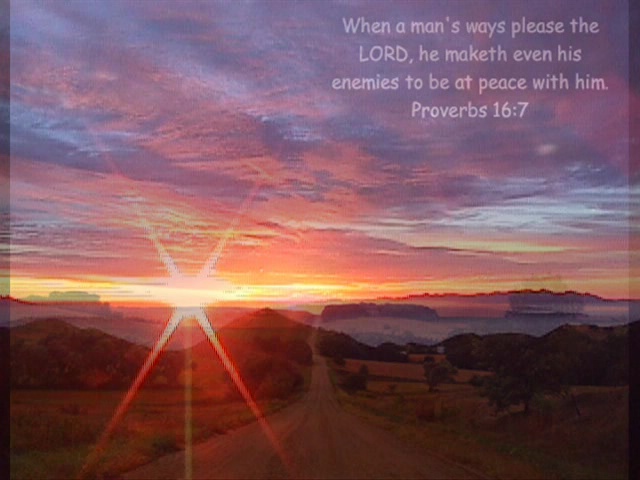 When a man's ways please the
LORD, he maketh even his
enemies to be at peace with him.
Proverbs 16:7